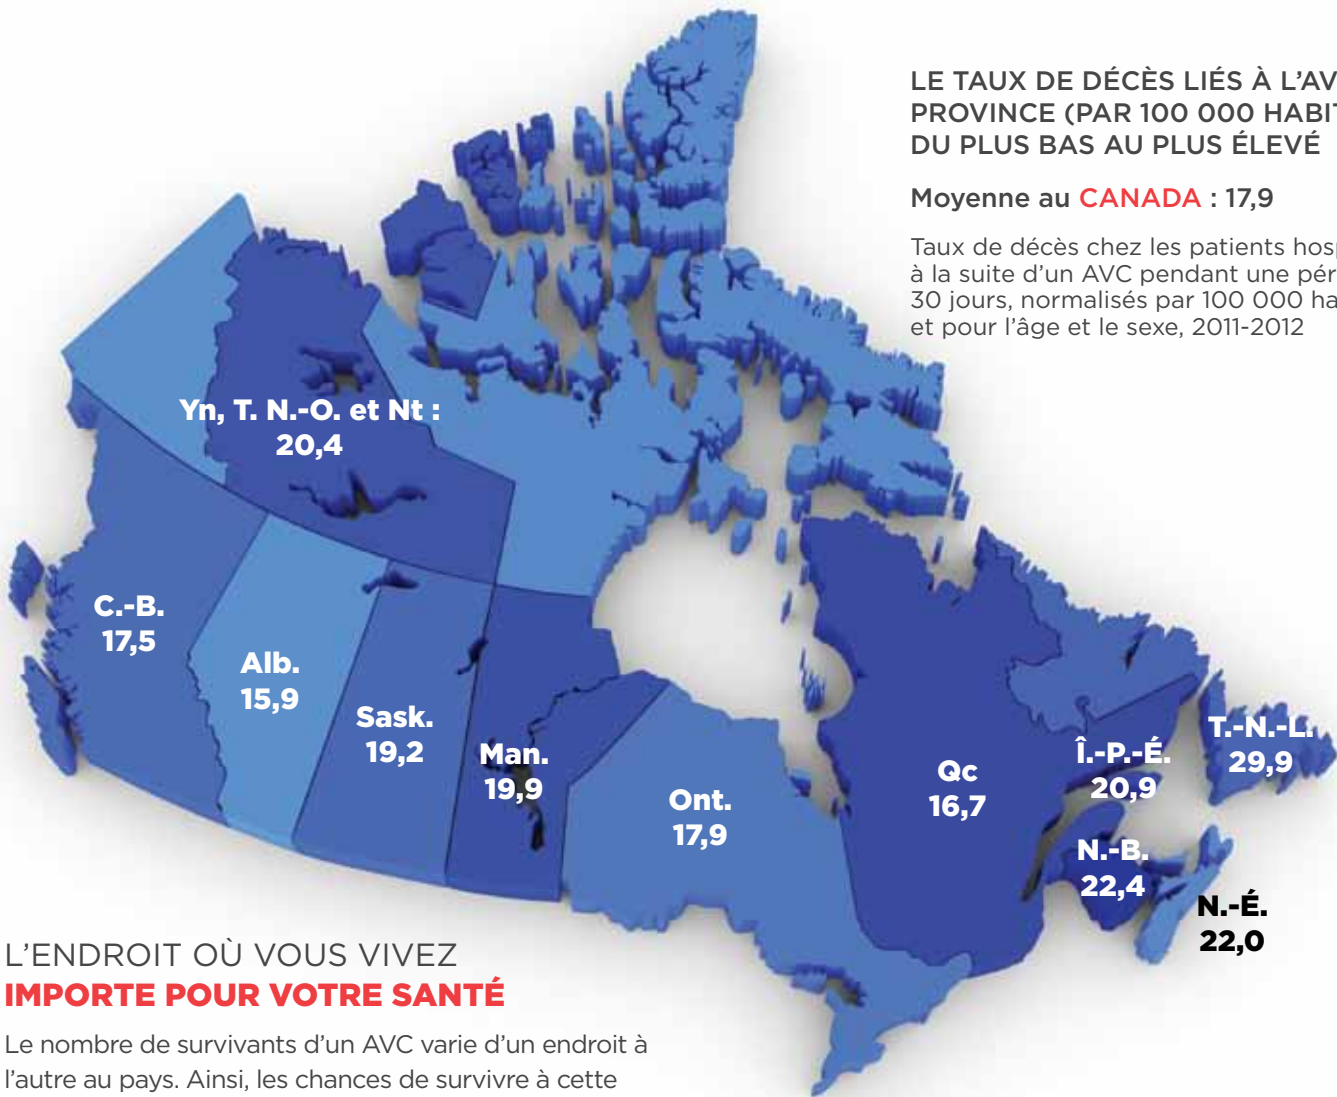 LE TAUX DE DÉCÈS LIÉS À L’AV
PROVINCE (PAR 100 000 HABIT
DU PLUS BAS AU PLUS ÉLEVÉ
Moyenne au CANADA : 17,9
Taux de décès chez les patients hosp
à la suite d’un AVC pendant une pér
30 jours, normalisés par 100 000 ha
et pour l’âge et le sexe, 2011-2012
Yn, T. N.-O. et Nt :
20,4
C.-B.
17,5
Alb.
15,9
Sask.
19,2
Man.
19,9
Ont.
17,9
Qc
16,7
Î.-P.-É.
20,9
T.-N.-L.
29,9
N.-B.
22,4
N.-É.
22,0
L’ENDROIT OÙ VOUS VIVEZ
IMPORTE POUR VOTRE SANTÉ
Le nombre de survivants d’un AVC varie d’un endroit à
l’autre au pays. Ainsi, les chances de survivre à cette